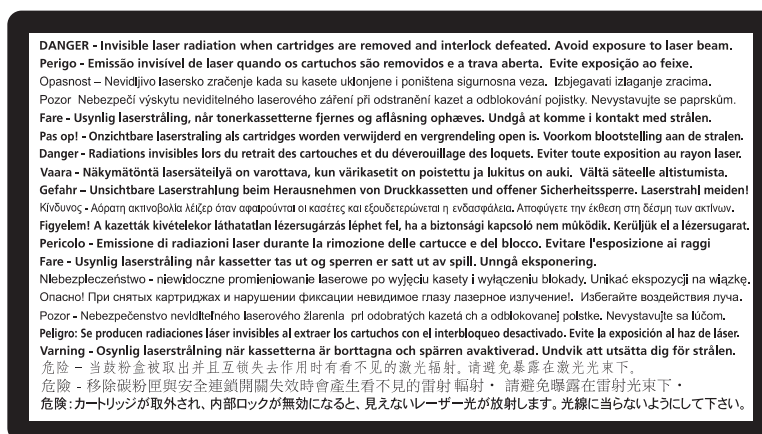 DANGER - Invisible laser radiation when cartridges are removed and interlock defeated. Avoid exposure to laser beam.
Perigo - Emissão invisível de laser quando os cartuchos são removidos e a trava aberta. Evite exposição ao feixe.
Opasnost – Nevidljivo lasersko zračenje kada su kasete uklonjene i poništena sigurnosna veza. Izbjegavati izlaganje zracima.
Pozor Nebezpečí výskytu neviditelného laserového záření při odstranění kazet a odblokování pojistky. Nevystavujte se paprskům.
Fare - Usynlig laserstråling, når tonerkassetterne fjernes og aflåsning ophæves. Undgå at komme i kontakt med strålen.
Pas op! - Onzichtbare laserstraling als cartridges worden verwijderd en vergrendeling open is. Voorkom blootstelling aan de stralen.
Danger - Radiations invisibles lors du retrait des cartouches et du déverouillage des loquets. Eviter toute exposition au rayon laser.
Vaara - Näkymätöntä lasersäteilyä on varottava, kun värikasetit on poistettu ja lukitus on auki. Vältä säteelle altistumista.
Gefahr – Unsichtbare Laserstrahlung beim Herausnehmen von Druckkassetten und offener Sicherheitssperre. Laserstrahl meiden!
Κίνδυνος - Αόρατη ακτινοβολία λέιζερ όταν αφαιρούνται οι κασέτες και εξουδετερώνεται η ενδασφάλεια. Αποφύγετε την έκθεση στη δέσμη των ακτίνων.
Figyelem! A kazetták kivételekor láthatatlan lézersugárzás léphet fel, ha a biztonsági kapcsoló nem működik. Kerüljük el a lézersugarat.
Pericolo - Emissione di radiazioni laser durante la rimozione delle cartucce e del blocco. Evitare l'esposizione ai raggi
Fare - Usynlig laserstråling når kassetter tas ut og sperren er satt ut av spill. Unngå eksponering.
NIebezpIeczeństwo - niewidoczne promieniowanie laserowe po wyjęciu kasety i wyłączeniu blokady. Unikać ekspozycji na wiązkę.
Опасно! При снятых картриджах и нарушении фиксации невидимое глазу лазерное излучение!. Избегайте воздействия луча.
Pozor - Nebezpečenstvo nevIdIteľného laserového žIarenIa prI odobratých kazetá ch a odblokovanej poIstke. Nevystavujte sa lúčom.
Peligro: Se producen radiaciones láser invisibles al extraer los cartuchos con el interbloqueo desactivado. Evite la exposición al haz de láser.
Varning - Osynlig laserstrålning när kassetterna är borttagna och spärren avaktiverad. Undvik att utsätta dig för strålen.
危险 – 当鼓粉盒被取出并且互锁失去作用时有看不见的激光辐射。请避免暴露在激光光束下。
危險 - 移除碳粉匣與安全連鎖開關失效時會產生看不見的雷射 輻射・ 請避免曝露在雷射光束下・
危険：カートリッジが取外され、内部ロックが無効になると、見えないレーザー光が放射します。光線に当らないようにして下さい。